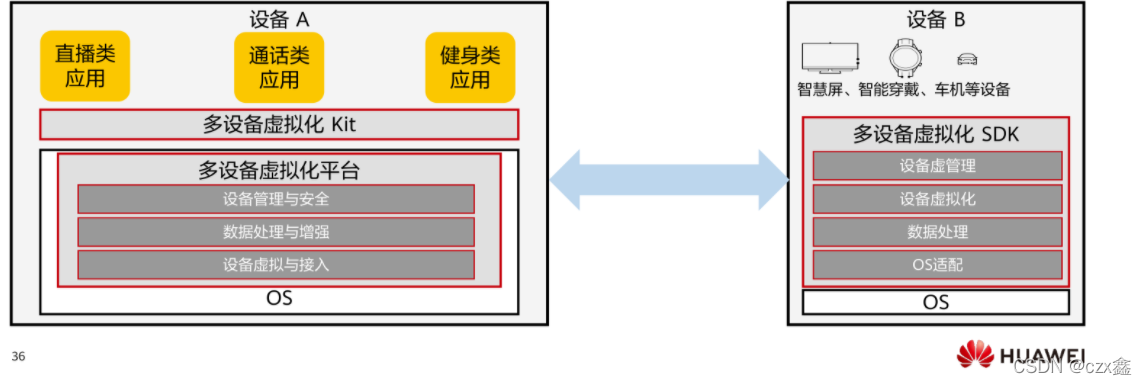 设备 A
直播类
应用
通话类
应用
健身类
应用
多设备虚拟化 Kit
多设备虚拟化平台
设备管理与安全
数据处理与增强
设备虚拟与接入
OS
设备 B
智慧屏、智能穿戴、车机等设备
多设备虚拟化 SDK
设备虚管理
设备虚拟化
数据处理
OS适配
OS
36
HUAWEI
CSDN @czx鑫